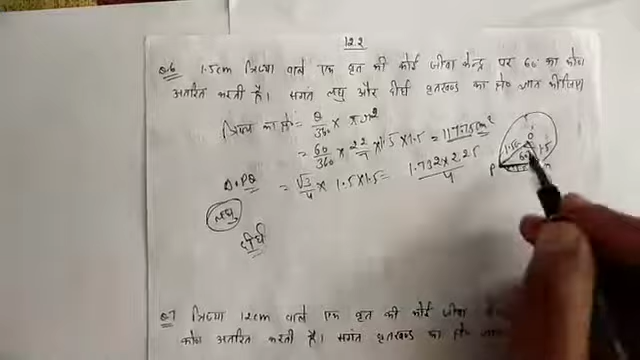 12.2
Q.6 1.5cm त्रिज्या वाले एक वृत्त की कोई जीवा केन्द्र पर 60° का कोण
अंतरित करती है। संगत लघु और दीर्घ वृत्तखण्ड का क्षे० ज्ञात कीजिए
त्रिज्या का क्षे० = θ/360 × πr²
= 60/360 × 22/7 × 1.5 × 1.5 =
Δ OPQ = √3/4 × 1.5 × 1.5 = 1.732 × 2.25/4
लघु
दीर्घ
O
60
P
Q.7 त्रिज्या 12cm वाले एक वृत्त की कोई जीवा
कोण अंतरित करती है। संगत वृत्तखण्ड का क्षे०